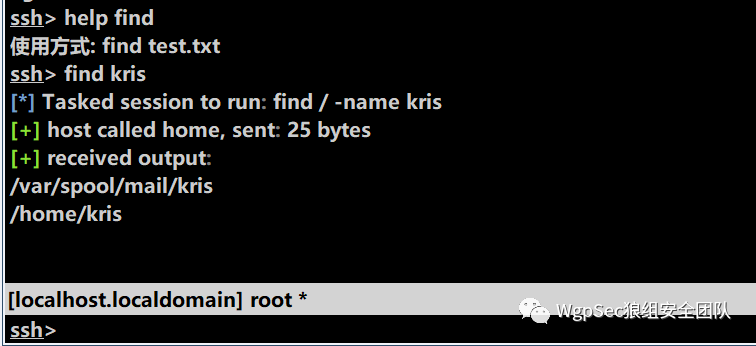 ssh> help find
使用方式: find test.txt
ssh> find kris
[*] Tasked session to run: find / -name kris
[+] host called home, sent: 25 bytes
[+] received output:
/var/spool/mail/kris
/home/kris
[localhost.localdomain] root *
WgpSec狼组安全团队
ssh>